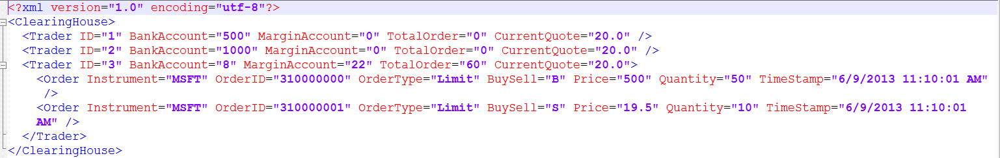 <?xml version="1.0" encoding="utf-8"?>
<ClearingHouse>
<Trader ID="1" BankAccount="500" MarginAccount="0" TotalOrder="0" CurrentQuote="20.0" />
<Trader ID="2" BankAccount="1000" MarginAccount="0" TotalOrder="0" CurrentQuote="20.0" />
<Trader ID="3" BankAccount="8" MarginAccount="22" TotalOrder="60" CurrentQuote="20.0">
<Order Instrument="MSFT" OrderID="310000000" OrderType="Limit" BuySell="B" Price="500" Quantity="50" TimeStamp="6/9/2013 11:10:01 AM"
/>
<Order Instrument="MSFT" OrderID="310000001" OrderType="Limit" BuySell="S" Price="19.5" Quantity="10" TimeStamp="6/9/2013 11:10:01
AM" />
</Trader>
</ClearingHouse>